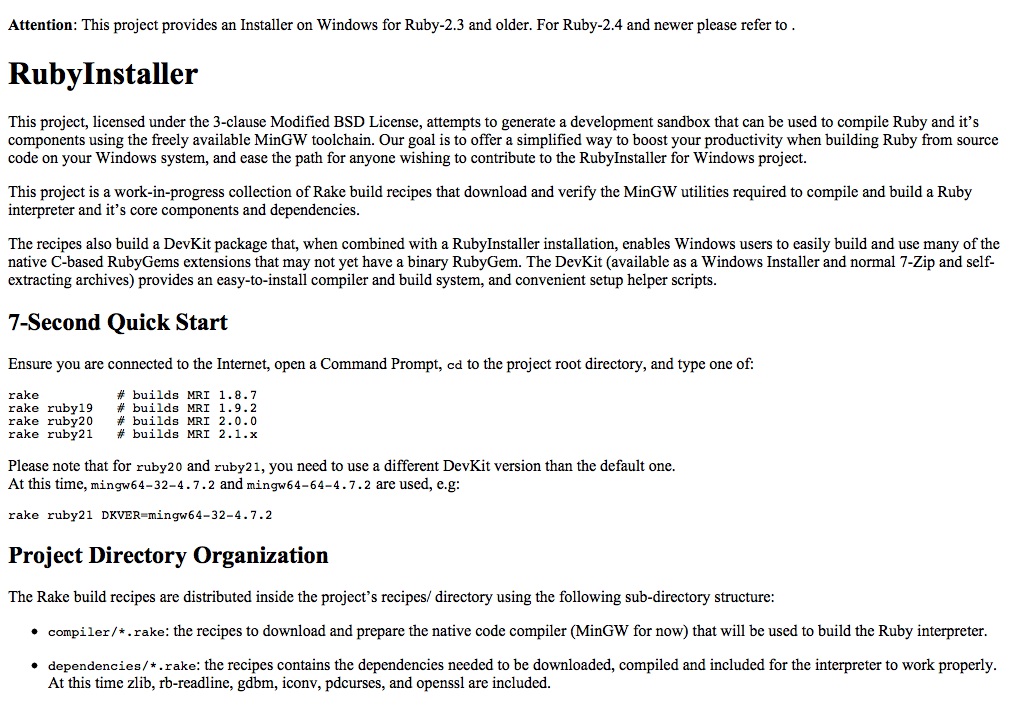 Attention: This project provides an Installer on Windows for Ruby-2.3 and older. For Ruby-2.4 and newer please refer to .
RubyInstaller
This project, licensed under the 3-clause Modified BSD License, attempts to generate a development sandbox that can be used to compile Ruby and it’s
components using the freely available MinGW toolchain. Our goal is to offer a simplified way to boost your productivity when building Ruby from source
code on your Windows system, and ease the path for anyone wishing to contribute to the RubyInstaller for Windows project.
This project is a work-in-progress collection of Rake build recipes that download and verify the MinGW utilities required to compile and build a Ruby
interpreter and it’s core components and dependencies.
The recipes also build a DevKit package that, when combined with a RubyInstaller installation, enables Windows users to easily build and use many of the
native C-based RubyGems extensions that may not yet have a binary RubyGem. The DevKit (available as a Windows Installer and normal 7-Zip and self-
extracting archives) provides an easy-to-install compiler and build system, and convenient setup helper scripts.
7-Second Quick Start
Ensure you are connected to the Internet, open a Command Prompt, cd to the project root directory, and type one of:
rake          # builds MRI 1.8.7
rake ruby19   # builds MRI 1.9.2
rake ruby20   # builds MRI 2.0.0
rake ruby21   # builds MRI 2.1.x
Please note that for ruby20 and ruby21, you need to use a different DevKit version than the default one.
At this time, mingw64-32-4.7.2 and mingw64-64-4.7.2 are used, e.g:
rake ruby21 DKVER=mingw64-32-4.7.2
Project Directory Organization
The Rake build recipes are distributed inside the project’s recipes/ directory using the following sub-directory structure:
• compiler/*.rake: the recipes to download and prepare the native code compiler (MinGW for now) that will be used to build the Ruby interpreter.
• dependencies/*.rake: the recipes contains the dependencies needed to be downloaded, compiled and included for the interpreter to work properly.
At this time zlib, rb-readline, gdbm, iconv, pdcurses, and openssl are included.